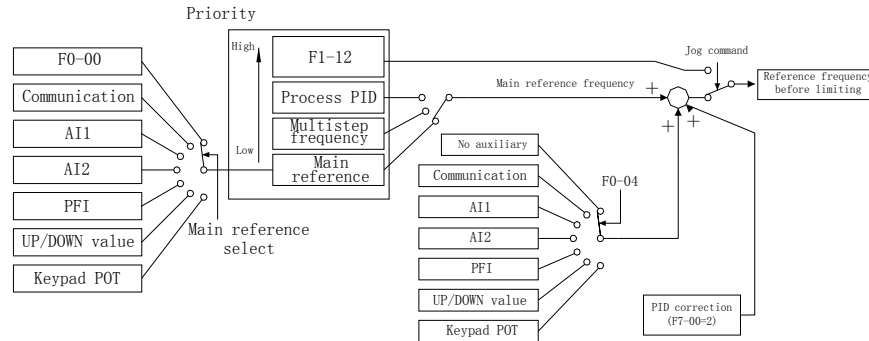 Priority
High
Low
F0-00
Communication
AI1
AI2
PFI
UP/DOWN value
Keypad POT
Main reference
select
F1-12
Process PID
Multistep
frequency
Main
reference
Main reference frequency
Jog command
Reference frequency
before limiting
+
+
+
No auxiliary
Communication
AI1
AI2
PFI
UP/DOWN value
Keypad POT
F0-04
PID correction
(F7-00=2)